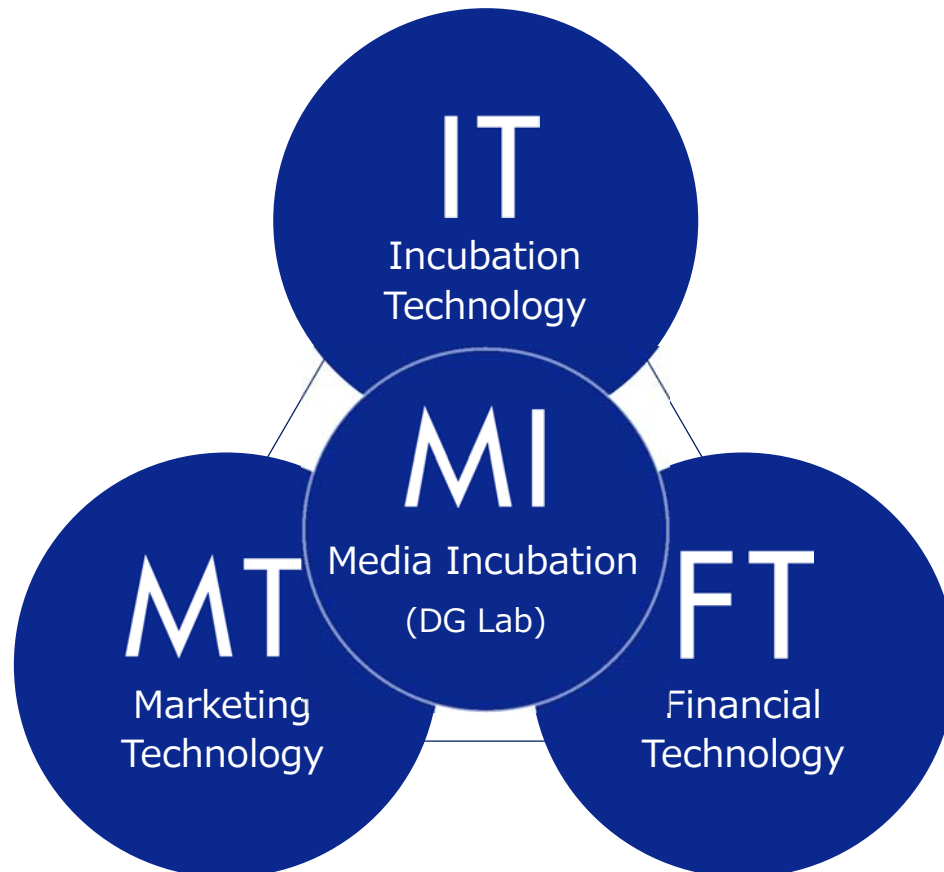 IT
Incubation
Technology
MI
Media Incubation
(DG Lab)
MT
Marketing
Technology
FT
Financial
Technology